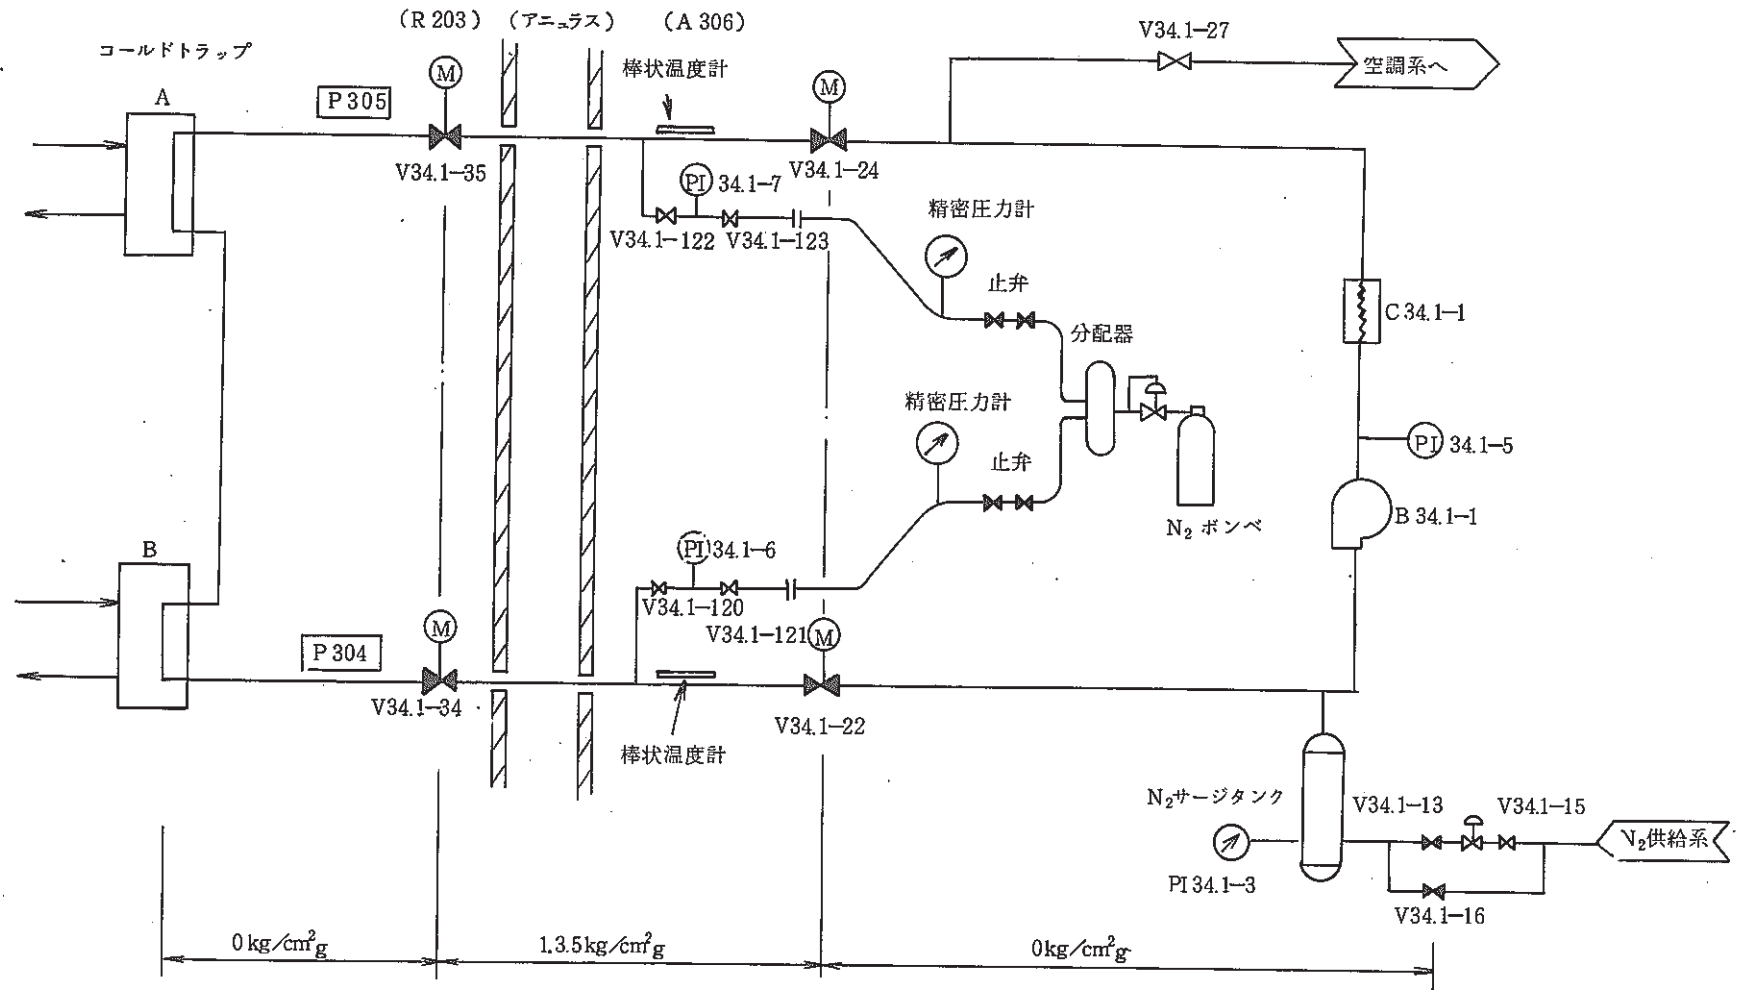 (R 203) (アニュラス) (A 306)
V34.1-27
コールドトラップ
棒状温度計
空調系へ
M
M
A
P 305
V34.1-35
V34.1-24
PI 34.1-7
精密圧力計
V34.1-122 V34.1-123
止弁
C 34.1-1
分配器
精密圧力計
PI 34.1-5
止弁
B 34.1-1
N₂ ボンベ
B
PI 34.1-6
V34.1-120
M
V34.1-121 M
P 304
V34.1-34
V34.1-22
棒状温度計
N₂サージタンク
V34.1-13 V34.1-15
N₂供給系
PI 34.1-3
V34.1-16
0 kg/cm²g
1.3.5 kg/cm²g
0 kg/cm²g